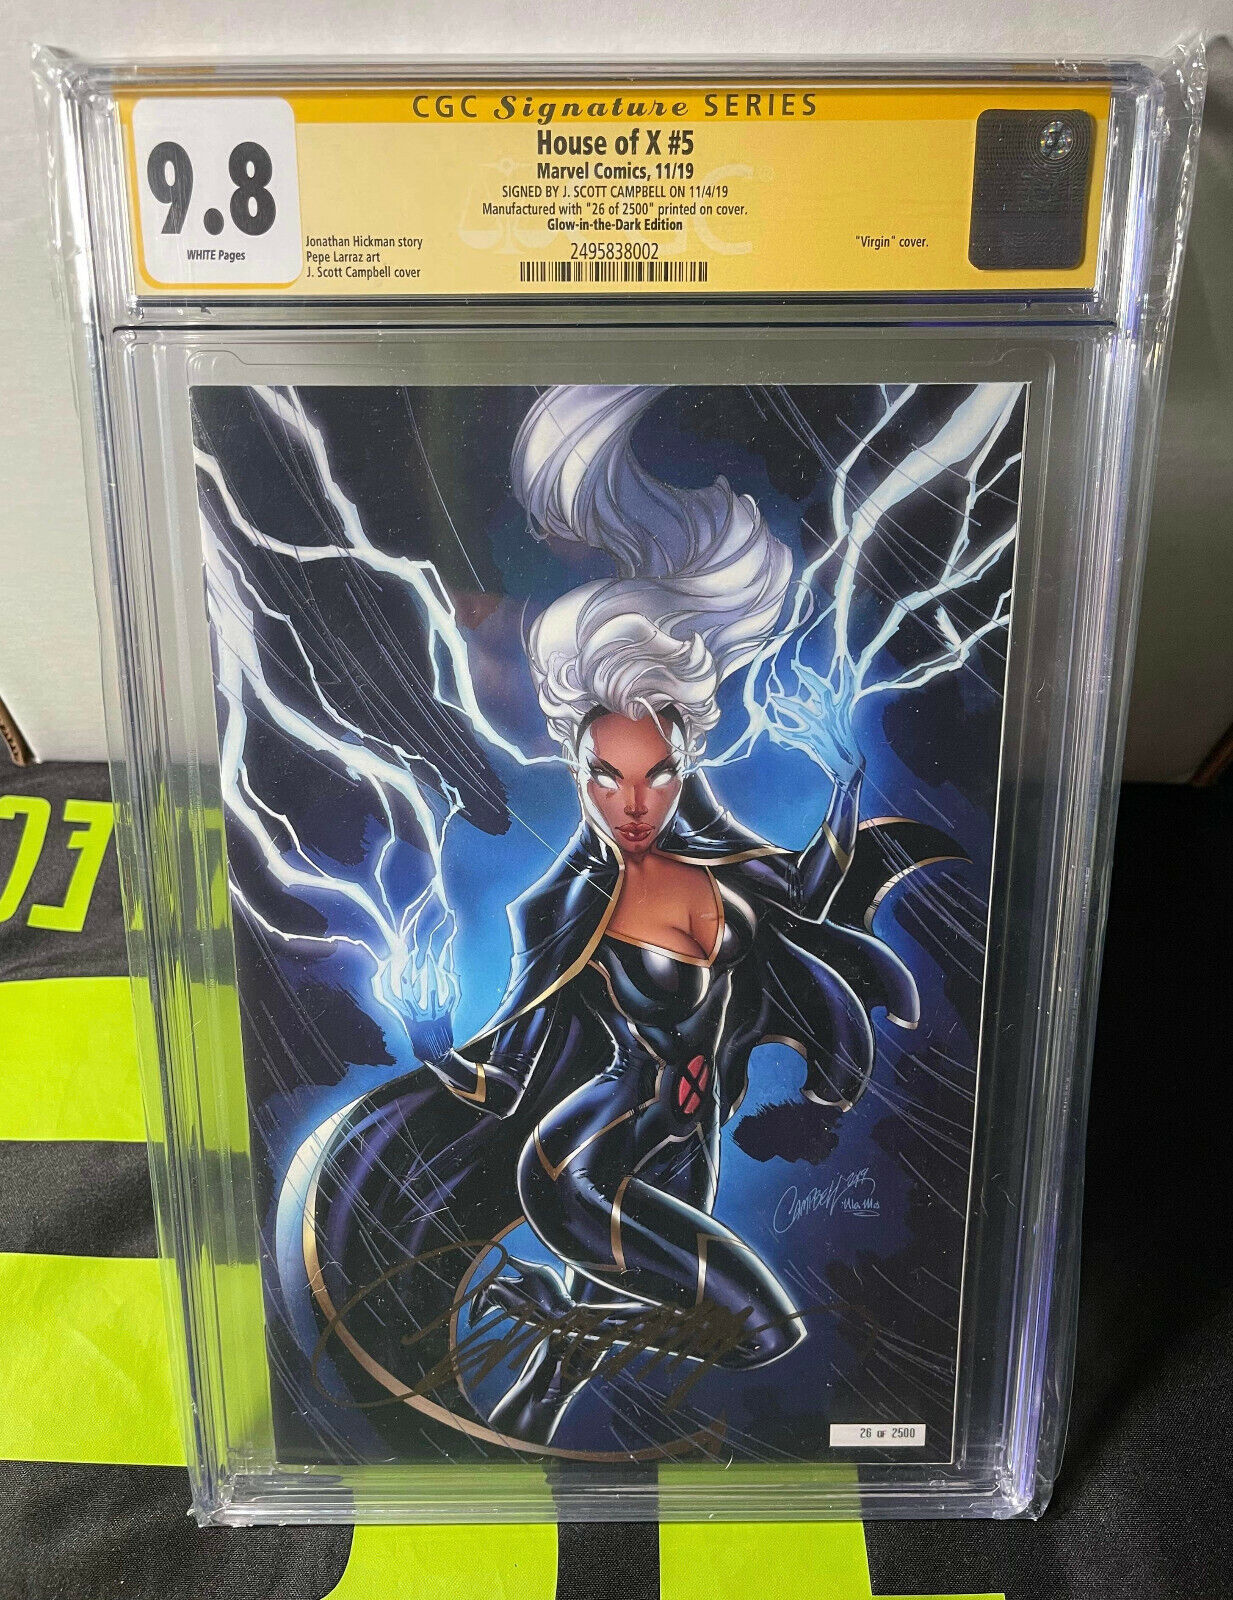 CGC Signature SERIES
9.8
WHITE Pages
House of X #5
Marvel Comics, 11/19
SIGNED BY J. SCOTT CAMPBELL ON 11/4/19
Manufactured with "26 of 2500" printed on cover.
Glow-in-the-Dark Edition
2495838002
Jonathan Hickman story
Pepe Larraz art
J. Scott Campbell cover
"Virgin" cover.
X
CAMPBELL 2019
26 OF 2500